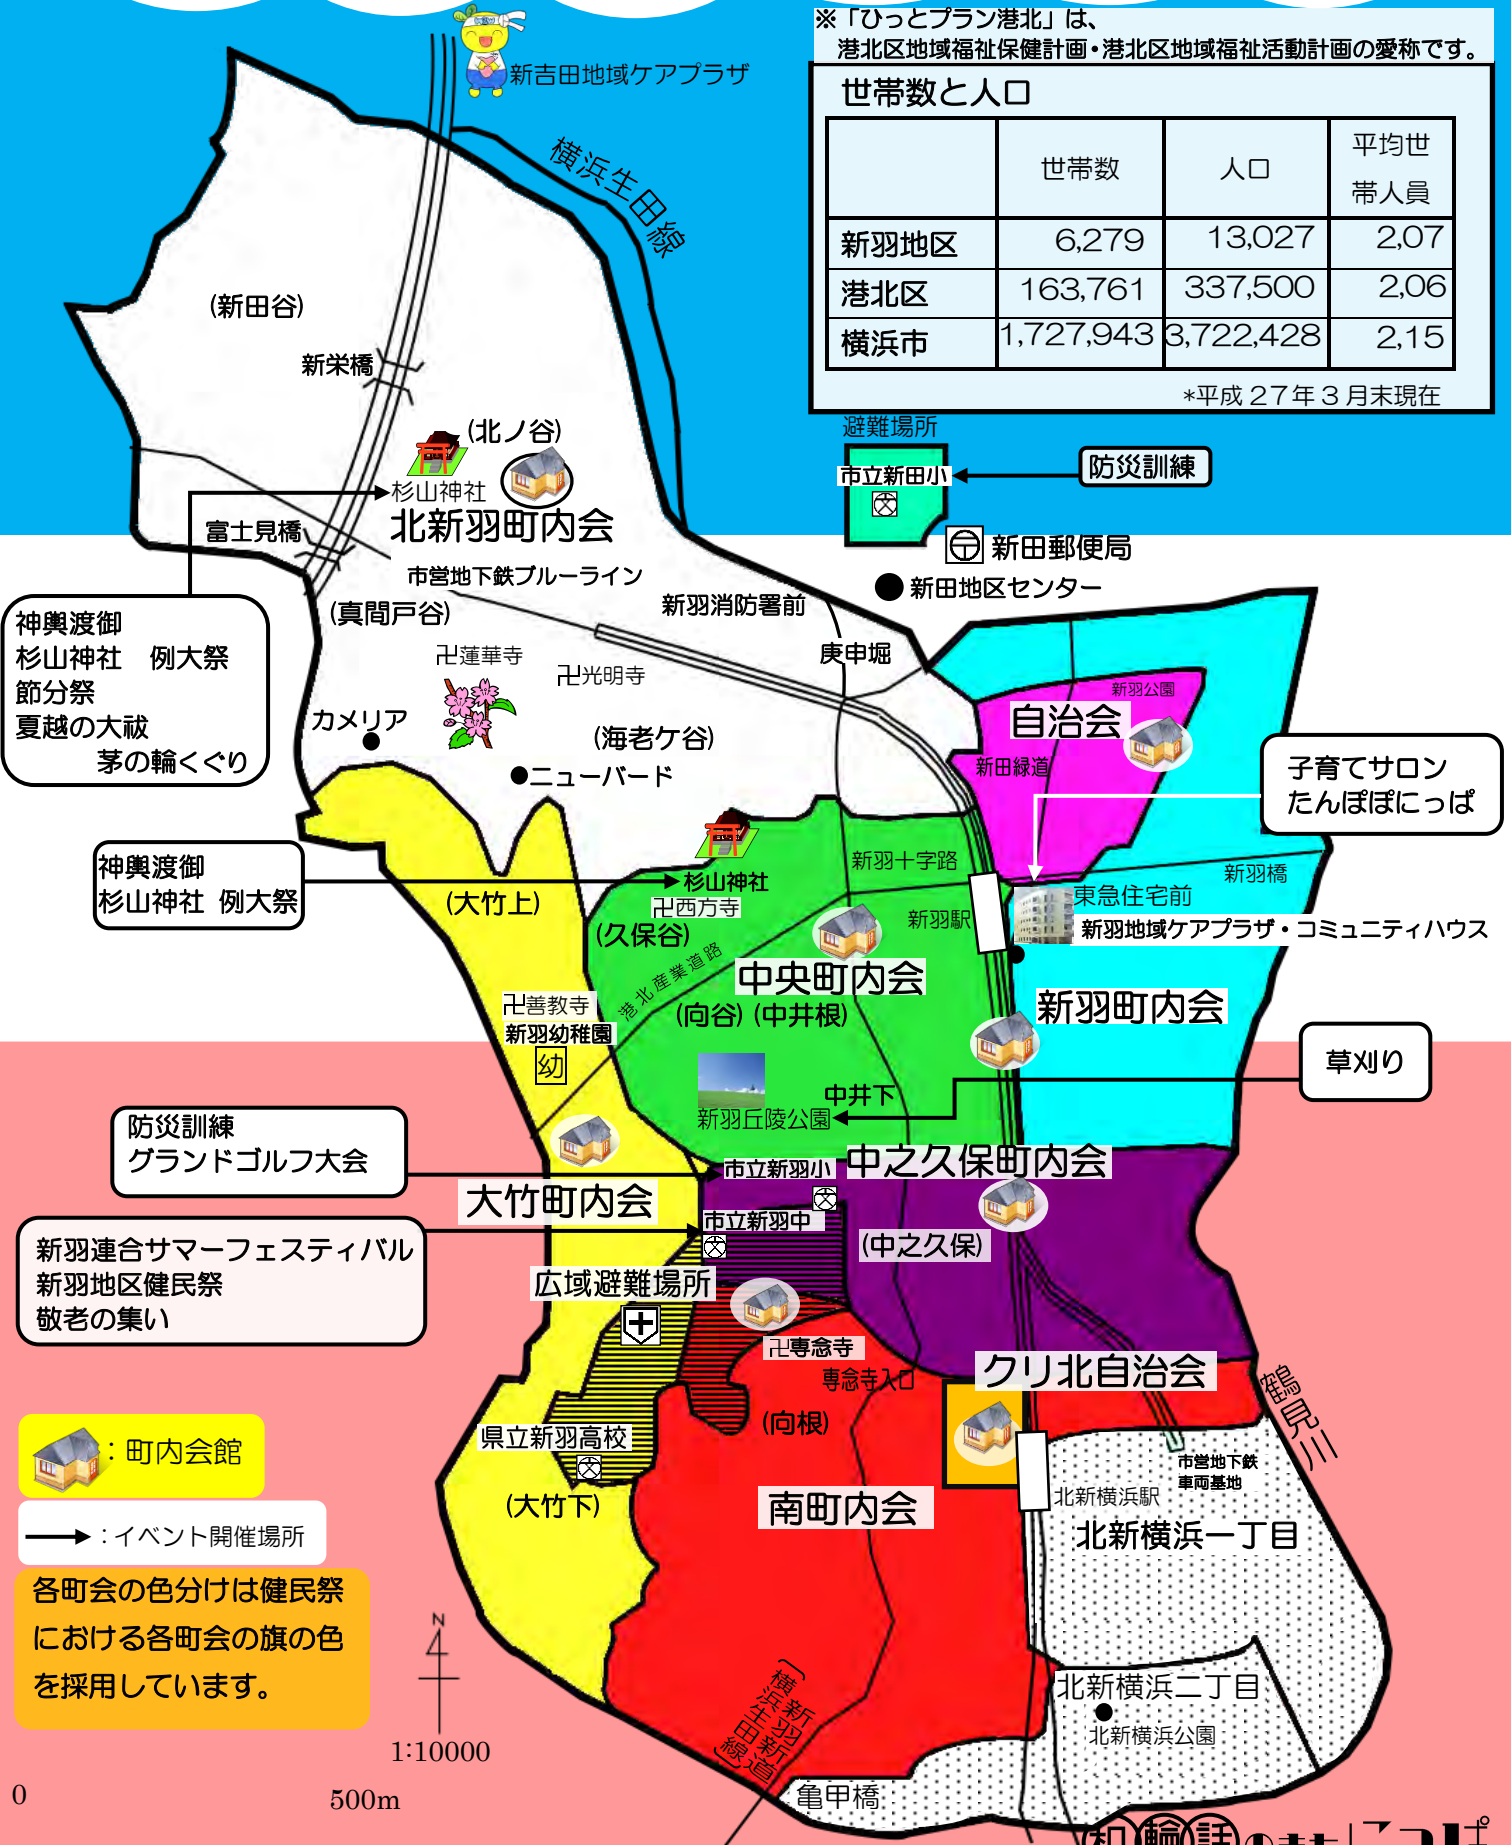 ※「ひっとプラン港北」は、
港北区地域福祉保健計画・港北区地域福祉活動計画の愛称です。
世帯数と人口
世帯数 人口 平均世
帯人員
新羽地区 6,279 13,027 2,07
港北区 163,761 337,500 2,06
横浜市 1,727,943 3,722,428 2,15
*平成27年3月末現在
新吉田地域ケアプラザ
横浜生田線
(新田谷)
新栄橋
(北ノ谷)
杉山神社
北新羽町内会
富士見橋
市営地下鉄ブルーライン
(真間戸谷)
新羽消防署前
庚申堀
卍蓮華寺
卍光明寺
カメリア
(海老ケ谷)
ニューバード
避難場所
市立新田小
防災訓練
新田郵便局
新田地区センター
神輿渡御
杉山神社 例大祭
節分祭
夏越の大祓
茅の輪くぐり
新羽公園
自治会
新田緑道
子育てサロン
たんぽぽにっぱ
神輿渡御
杉山神社 例大祭
(大竹上)
杉山神社
卍西方寺
(久保谷)
新羽十字路
新羽駅
新羽橋
東急住宅前
新羽地域ケアプラザ・コミュニティハウス
港北産業道路
中央町内会
(向谷)(中井根)
新羽町内会
卍善教寺
新羽幼稚園
幼
草刈り
中井下
新羽丘陵公園
防災訓練
グランドゴルフ大会
市立新羽小
中之久保町内会
大竹町内会
市立新羽中
(中之久保)
新羽連合サマーフェスティバル
新羽地区健民祭
敬老の集い
広域避難場所
卍専念寺
専念寺入口
クリ北自治会
鶴見川
(向根)
県立新羽高校
(大竹下)
南町内会
市営地下鉄
車両基地
北新横浜駅
北新横浜一丁目
：町内会館
：イベント開催場所
各町会の色分けは健民祭
における各町会の旗の色
を採用しています。
N
1:10000
0 500m
新羽新道
(横浜生田線)
北新横浜二丁目
北新横浜公園
亀甲橋